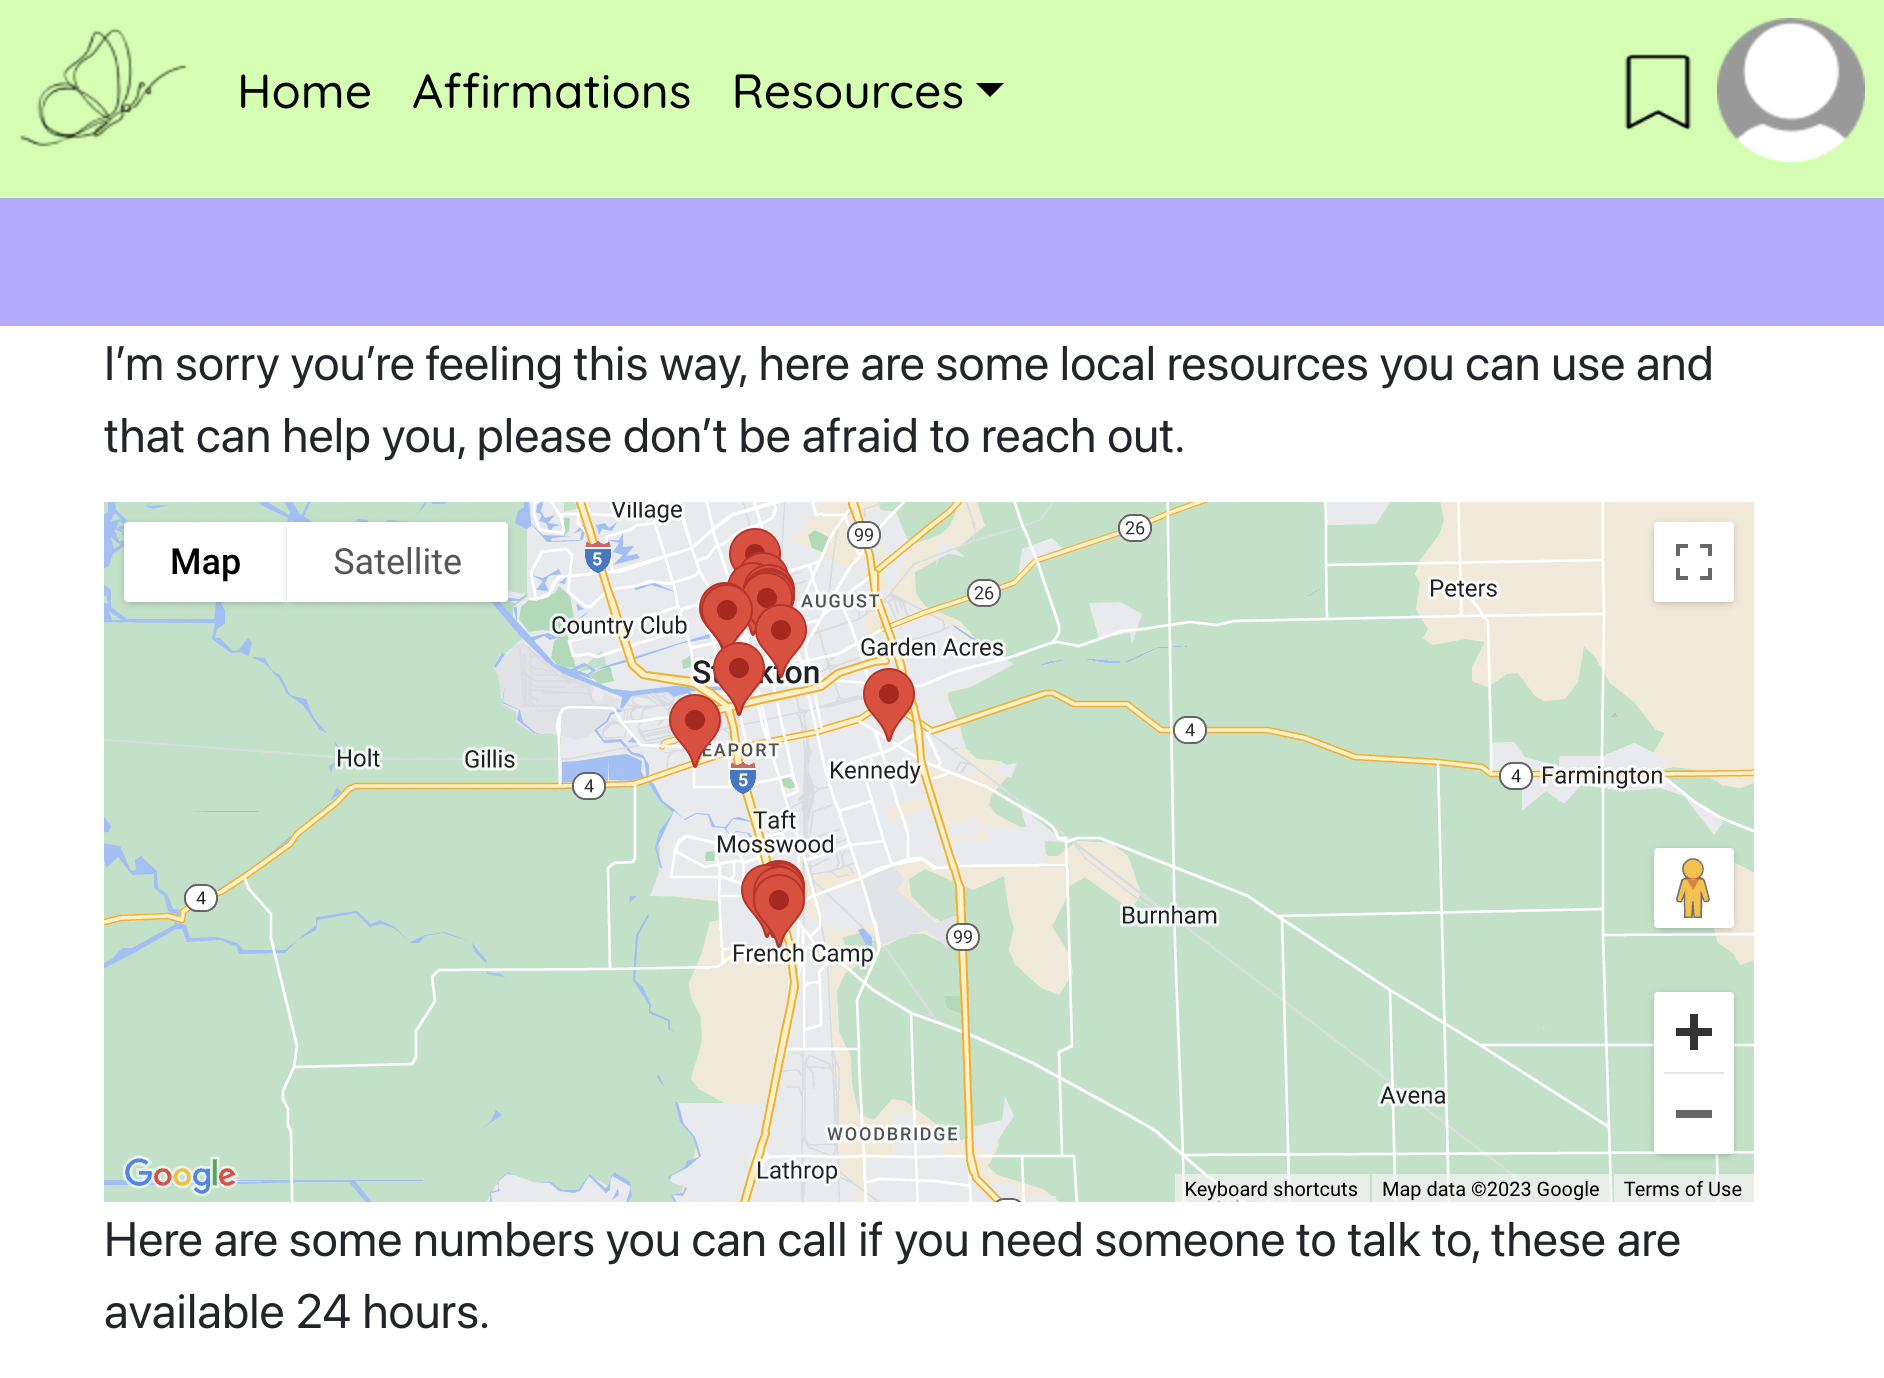 Home Affirmations Resources
I’m sorry you’re feeling this way, here are some local resources you can use and
that can help you, please don’t be afraid to reach out.
Village
Map Satellite
99
26
5
Peters
26
AUGUST
Country Club
Garden Acres
4
EAPORT
Holt
Gillis
Kennedy
4
5
4
Farmington
Taft
Mosswood
4
Burnham
99
French Camp
Avena
WOODBRIDGE
Lathrop
Google
Keyboard shortcuts Map data ©2023 Google Terms of Use
Here are some numbers you can call if you need someone to talk to, these are
available 24 hours.